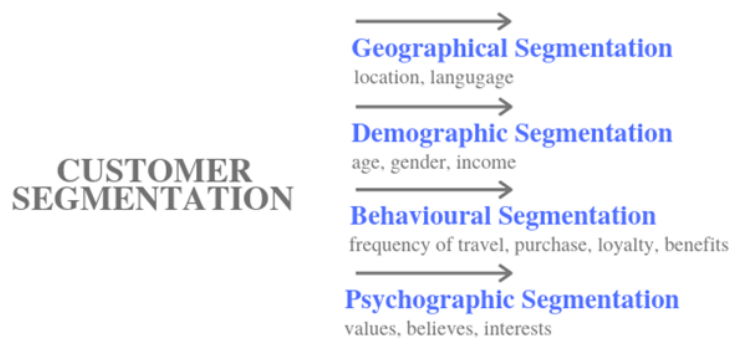 CUSTOMER
SEGMENTATION
Geographical Segmentation
location, langugage
Demographic Segmentation
age, gender, income
Behavioural Segmentation
frequency of travel, purchase, loyalty, benefits
Psychographic Segmentation
values, believes, interests